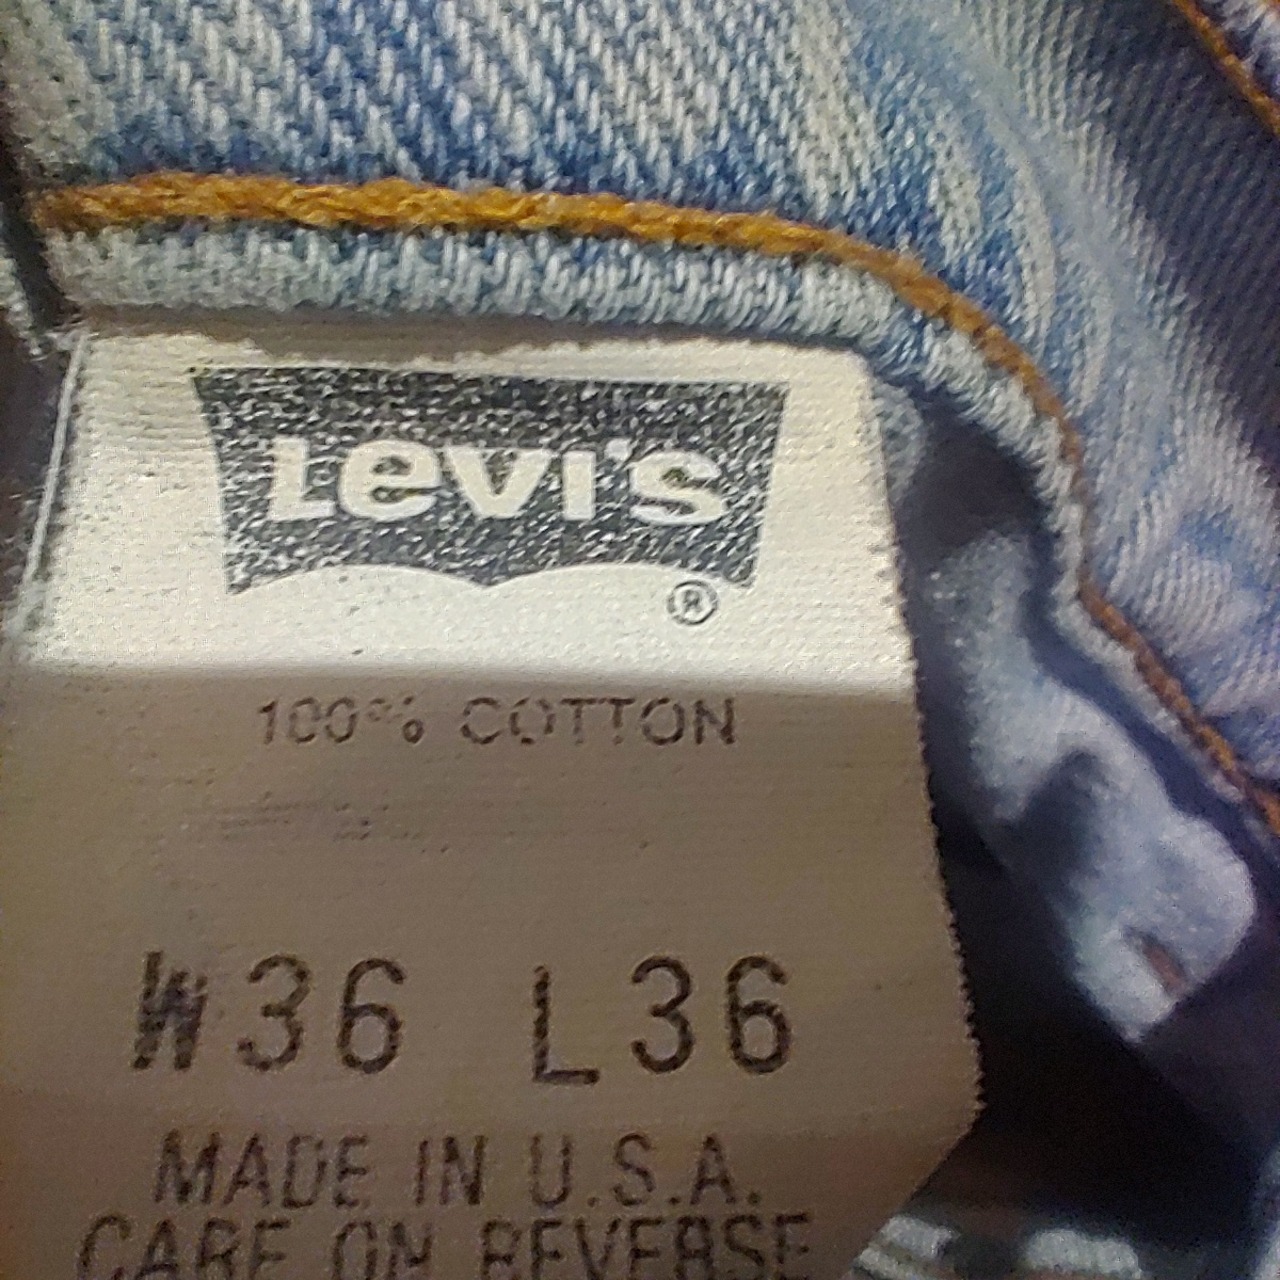 Levi's
®
100% COTTON
W36 L36
MADE IN U.S.A.
CARE ON REVERSE